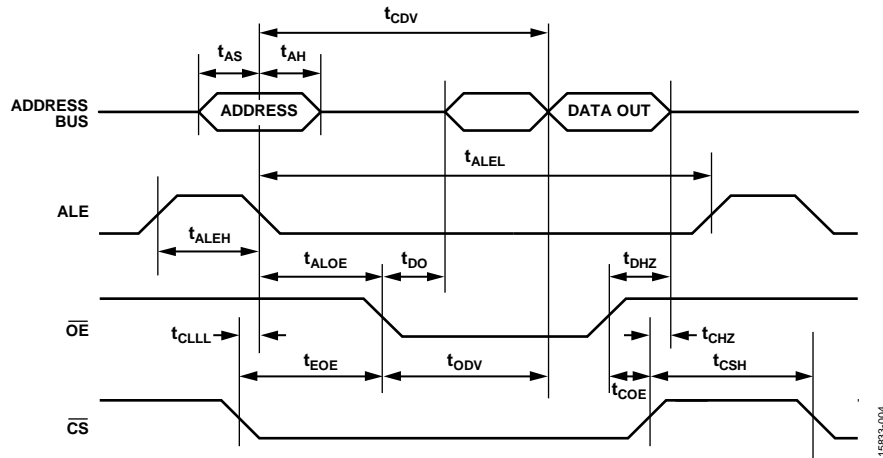 tCDV
tAS
tAH
ADDRESS
BUS
ADDRESS
DATA OUT
tALEL
ALE
tALEH
tALOE
tDO
tDHZ
OE
tCLLL
tCHZ
tEOE
tODV
tCSH
tCOE
CS
15833-004